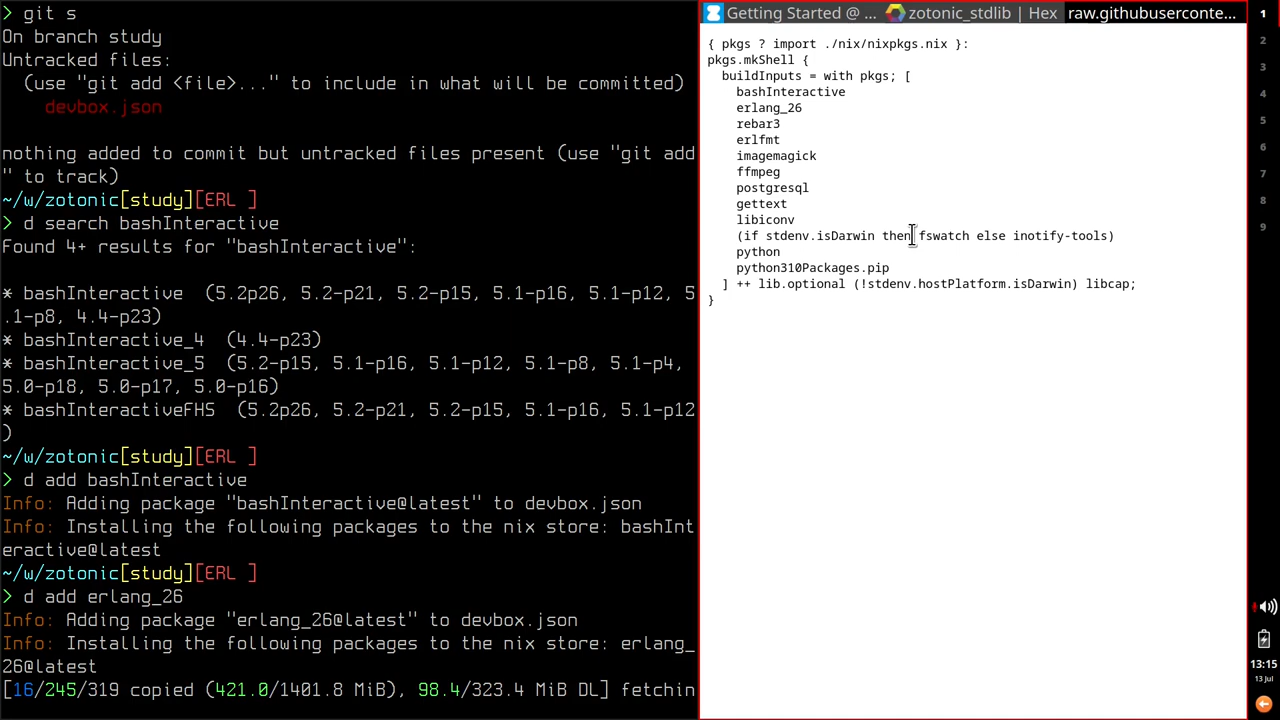 > git s
On branch study
Untracked files:
  (use "git add <file>..." to include in what will be committed)
    devbox.json
nothing added to commit but untracked files present (use "git add
" to track)
~/w/zotonic[study][ERL ]
> d search bashInteractive
Found 4+ results for "bashInteractive":
* bashInteractive  (5.2p26, 5.2-p21, 5.2-p15, 5.1-p16, 5.1-p12, 5
.1-p8, 4.4-p23)
* bashInteractive_4  (4.4-p23)
* bashInteractive_5  (5.2-p15, 5.1-p16, 5.1-p12, 5.1-p8, 5.1-p4,
5.0-p18, 5.0-p17, 5.0-p16)
* bashInteractiveFHS  (5.2p26, 5.2-p21, 5.2-p15, 5.1-p16, 5.1-p12
)
~/w/zotonic[study][ERL ]
> d add bashInteractive
Info: Adding package "bashInteractive@latest" to devbox.json
Info: Installing the following packages to the nix store: bashInt
eractive@latest
~/w/zotonic[study][ERL ]
> d add erlang_26
Info: Adding package "erlang_26@latest" to devbox.json
Info: Installing the following packages to the nix store: erlang_
26@latest
[16/245/319 copied (421.0/1401.8 MiB), 98.4/323.4 MiB DL] fetchin
Getting Started @ ... zotonic_stdlib | Hex raw.githubuserconte...
{ pkgs ? import ./nix/nixpkgs.nix }:
pkgs.mkShell {
  buildInputs = with pkgs; [
    bashInteractive
    erlang_26
    rebar3
    erlfmt
    imagemagick
    ffmpeg
    postgresql
    gettext
    libiconv
    (if stdenv.isDarwin then fswatch else inotify-tools)
    python
    python310Packages.pip
  ] ++ lib.optional (!stdenv.hostPlatform.isDarwin) libcap;
}
1
2
3
4
5
6
7
8
9
13:15
13 Jul